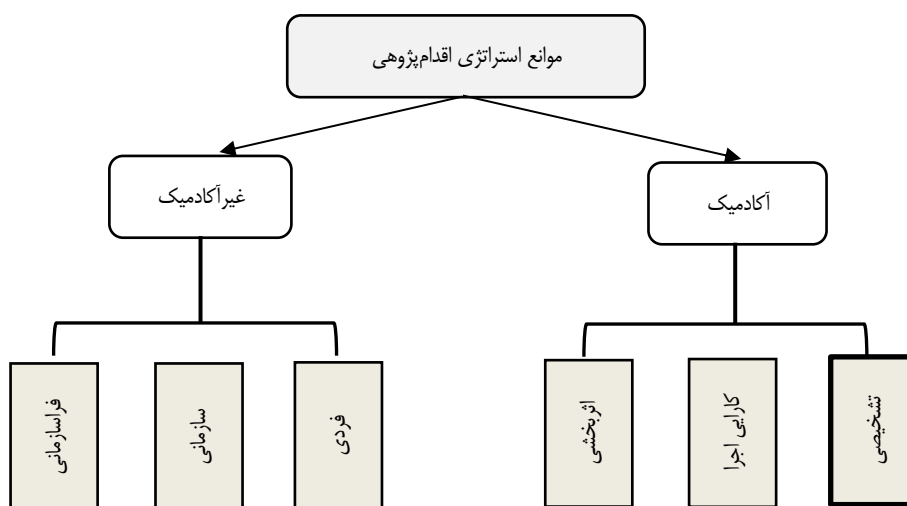 موانع استراتژی اقدام‌پژوهی
آکادمیک
غیرآکادمیک
تشخیصی
کارایی اجرا
اثربخشی
فردی
سازمانی
فراسازمانی